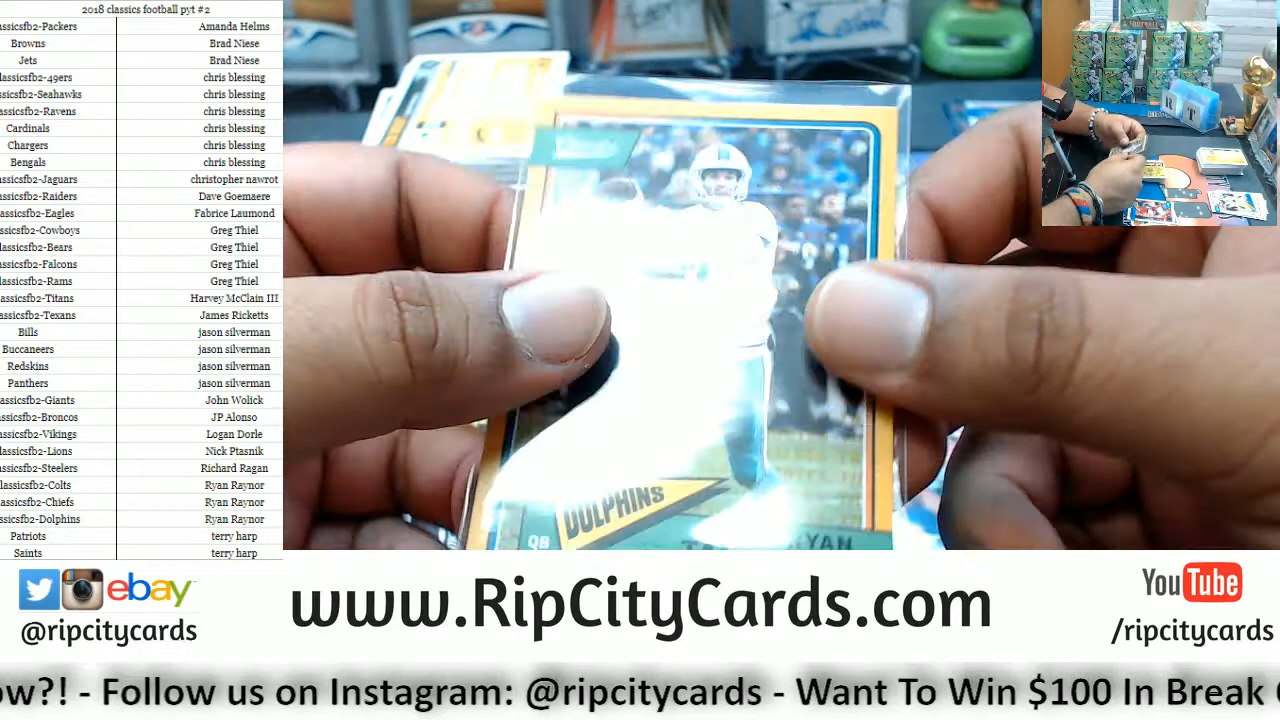 2018 classics football pyt #2
assicsfb2-Packers Amanda Helms
Browns Brad Niese
Jets Brad Niese
lassicsfb2-49ers chris blessing
assicsfb2-Seahawks chris blessing
assicsfb2-Ravens chris blessing
Cardinals chris blessing
Chargers chris blessing
Bengals chris blessing
assicsfb2-Jaguars christopher nawrot
assicsfb2-Raiders Dave Goemaere
assicsfb2-Eagles Fabrice Laumond
assicsfb2-Cowboys Greg Thiel
lassicsfb2-Bears Greg Thiel
assicsfb2-Falcons Greg Thiel
lassicsfb2-Rams Greg Thiel
lassicsfb2-Titans Harvey McClain III
assicsfb2-Texans James Ricketts
Bills jason silverman
Buccaneers jason silverman
Redskins jason silverman
Panthers jason silverman
lassicsfb2-Giants John Wolick
assicsfb2-Broncos JP Alonso
assicsfb2-Vikings Logan Dorle
lassicsfb2-Lions Nick Ptasnik
assicsfb2-Steelers Richard Ragan
lassicsfb2-Colts Ryan Raynor
assicsfb2-Chiefs Ryan Raynor
assicsfb2-Dolphins Ryan Raynor
Patriots terry harp
Saints terry harp
DOLPHINS
QB
R T
ebay
@ripcitycards
www.RipCityCards.com
YouTube
/ripcitycards
ow?! - Follow us on Instagram: @ripcitycards - Want To Win $100 In Break